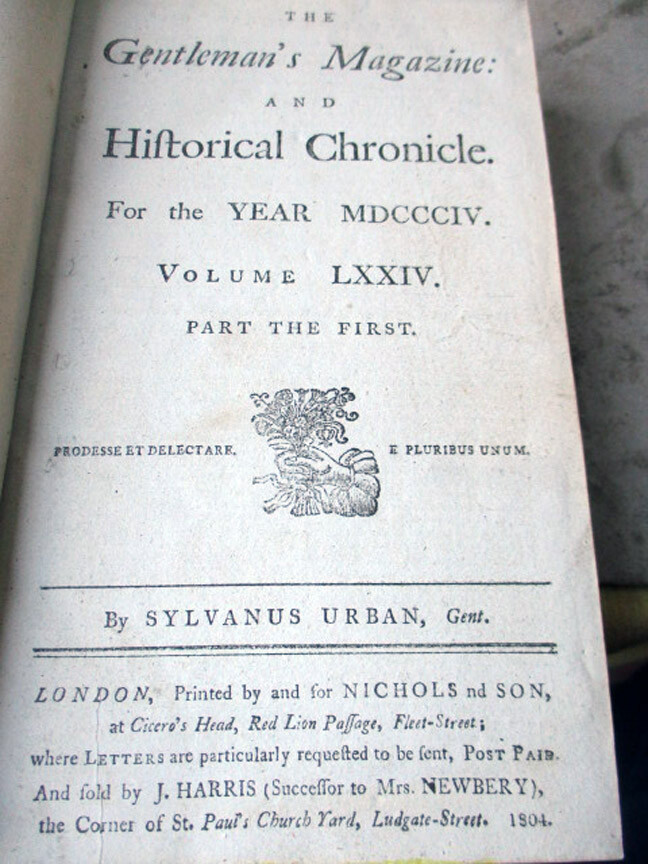 THE
Gentleman's Magazine:
AND
Hiſtorical Chronicle.
For the YEAR MDCCCIV.
VOLUME LXXIV.
PART THE FIRST.
PRODESSE ET DELECTARE. E PLURIBUS UNUM.
By SYLVANUS URBAN, Gent.
LONDON, Printed by and for NICHOLS nd SON,
at Cicero's Head, Red Lion Paſſage, Fleet-Street;
where LETTERS are particularly requeſted to be ſent, POST PAID.
And ſold by J. HARRIS (Succeſſor to Mrs. NEWBERY),
the Corner of St. Paul's Church Yard, Ludgate-Street. 1804.